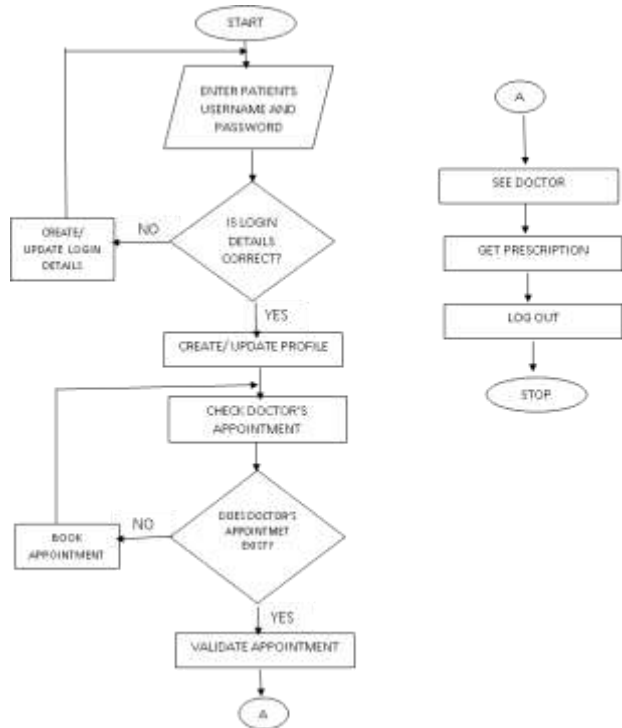 START
ENTER PATIENTS
USERNAME AND
PASSWORD
IS LOGIN
DETAILS
CORRECT?
NO
CREATE/
UPDATE LOGIN
DETAILS
YES
CREATE/ UPDATE PROFILE
CHECK DOCTOR'S
APPOINTMENT
DOES DOCTOR'S
APPOINTMET
EXIST?
NO
BOOK
APPOINTMENT
YES
VALIDATE APPOINTMENT
A
A
SEE DOCTOR
GET PRESCRIPTION
LOG OUT
STOP